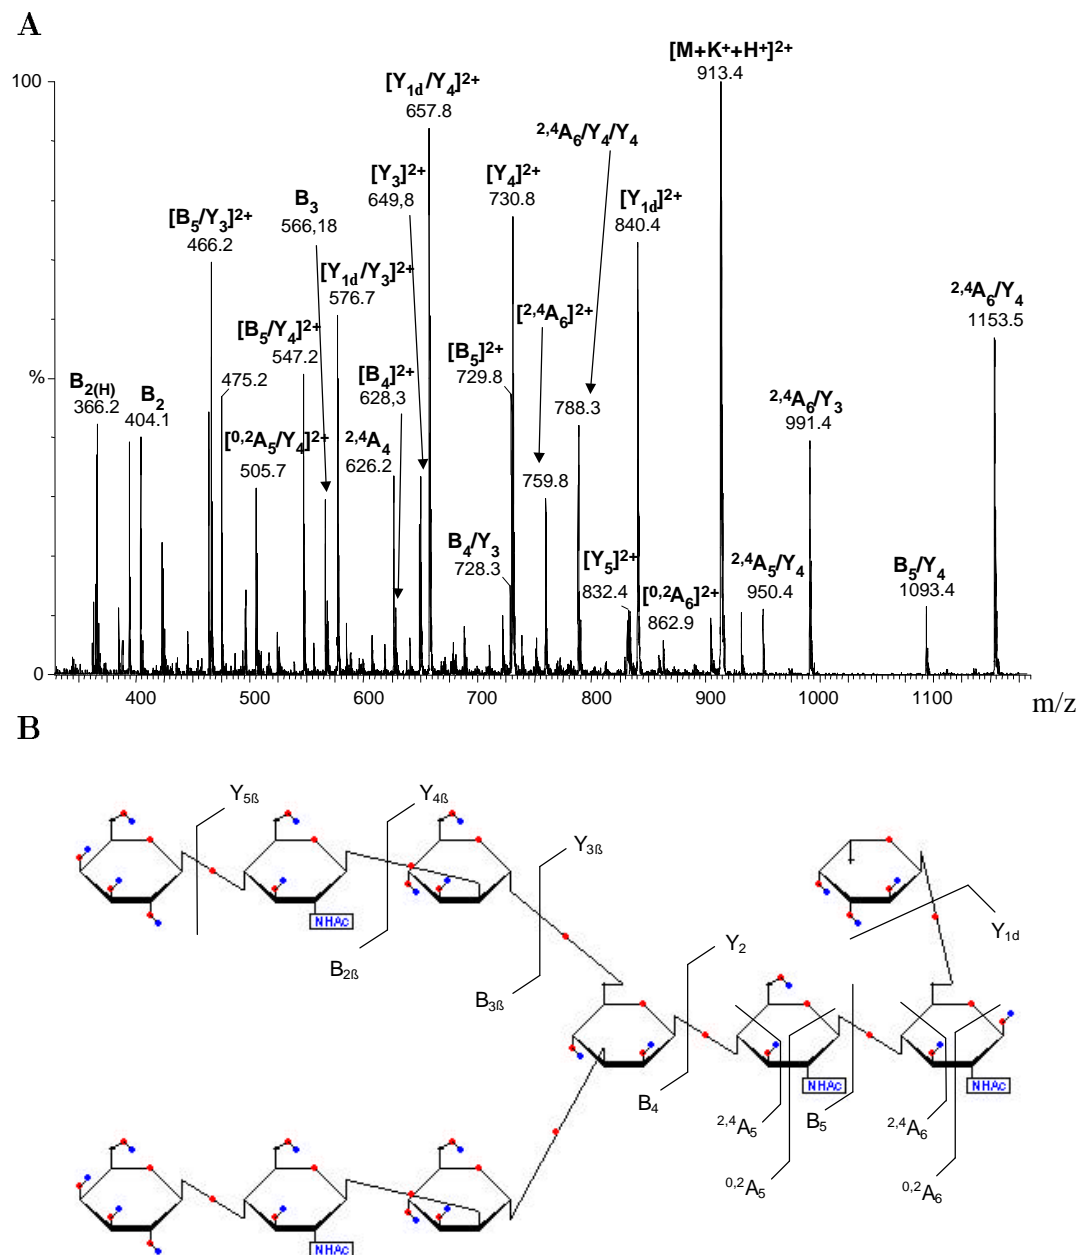 A
[M+K⁺+H⁺]²⁺
913.4
100
[Y₁d/Y₄]²⁺
657.8
²,⁴A₆/Y₄/Y₄
[Y₃]²⁺
649,8
[Y₄]²⁺
730.8
B₃
566,18
[Y₁d]²⁺
840.4
[B₅/Y₃]²⁺
466.2
[Y₁d/Y₃]²⁺
576.7
²,⁴A₆/Y₄
1153.5
[²,⁴A₆]²⁺
[B₅/Y₄]²⁺
547.2
[B₅]²⁺
729.8
%
B₂(H)
366.2
475.2
[B₄]²⁺
628,3
B₂
404.1
788.3
²,⁴A₆/Y₃
991.4
[⁰,²A₅/Y₄]²⁺
505.7
²,⁴A₄
626.2
759.8
B₄/Y₃
728.3
[Y₅]²⁺
832.4
[⁰,²A₆]²⁺
862.9
²,⁴A₅/Y₄
950.4
B₅/Y₄
1093.4
0
400 500 600 700 800 900 1000 1100 m/z
B
Y₅ß
Y₄ß
Y₃ß
NHAc
Y₁d
Y₂
B₂ß
B₃ß
NHAc
NHAc
B₄
²,⁴A₅
B₅
²,⁴A₆
⁰,²A₅
⁰,²A₆
NHAc